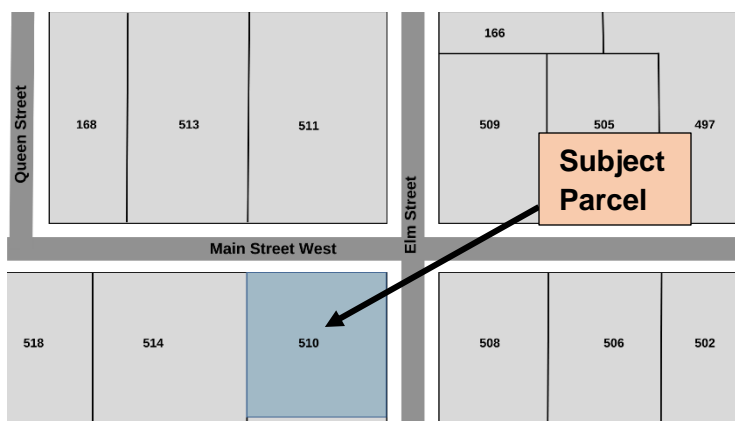 166
Queen Street
168
513
511
509
505
497
Subject
Parcel
Elm Street
Main Street West
518
514
510
508
506
502